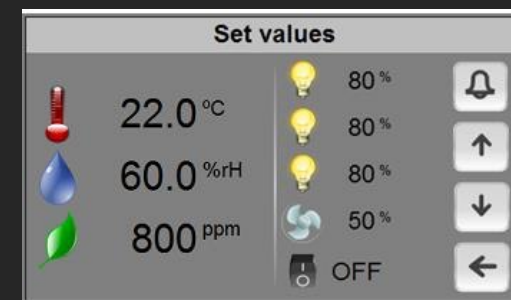 Set values
22.0 °C
60.0 %rH
800 ppm
80 %
80 %
80 %
50 %
OFF